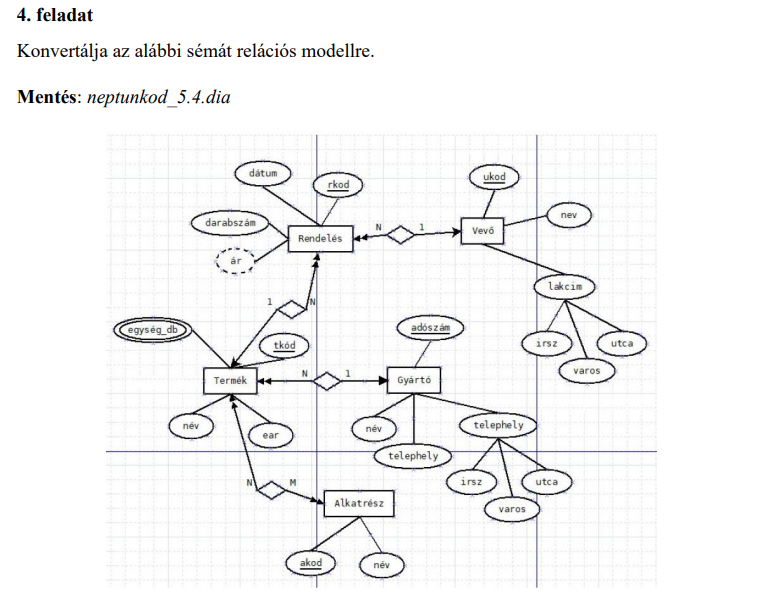 4. feladat
Konvertálja az alábbi sémát relációs modellre.
Mentés: neptunkod_5.4.dia
dátum
rkod
ukod
darabszám
nev
Rendelés
N
1
Vevő
ár
lakcim
1
N
egység_db
adószám
irsz
utca
tkód
varos
Termék
N
1
Gyártó
név
ear
név
telephely
telephely
irsz
utca
N
M
varos
Alkatrész
akod
név